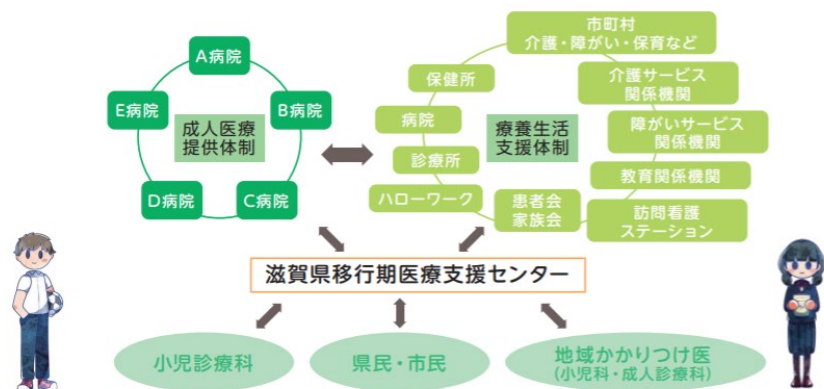 A病院
B病院
C病院
D病院
E病院
成人医療
提供体制
市町村
介護・障がい・保育など
保健所
病院
診療所
ハローワーク
療養生活
支援体制
介護サービス
関係機関
障がいサービス
関係機関
教育関係機関
訪問看護
ステーション
患者会
家族会
滋賀県移行期医療支援センター
小児診療科
県民・市民
地域かかりつけ医
(小児科・成人診療科)